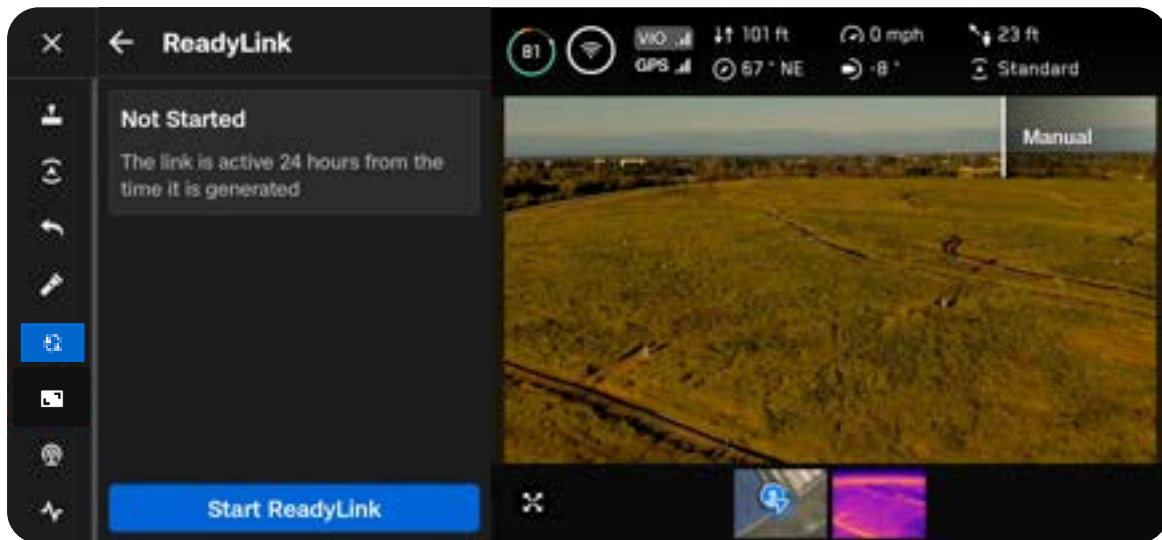 ReadyLink
Not Started
The link is active 24 hours from the
time it is generated
Start ReadyLink
81
VIO
GPS
101 ft
67° NE
0 mph
-8°
23 ft
Standard
Manual